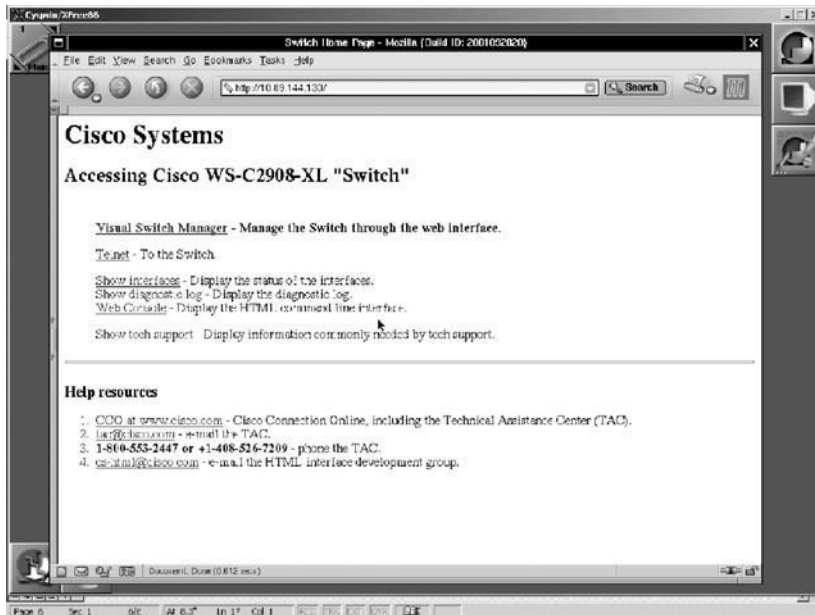 Cygwin/XFree86
Switch Home Page - Mozilla {Build ID: 2001092820}
File Edit View Search Go Bookmarks Tasks Help
http://10.89.144.133/ Search
Cisco Systems
Accessing Cisco WS-C2908-XL "Switch"
Visual Switch Manager - Manage the Switch through the web interface.
Telnet - To the Switch.
Show interfaces - Display the status of the interfaces.
Show diagnostic log - Display the diagnostic log.
Web Console - Display the HTML command line interface.
Show tech support Display information commonly needed by tech support.
Help resources
1. CCO at www.cisco.com - Cisco Connection Online, including the Technical Assistance Center (TAC).
2. tac@cisco.com - e-mail the TAC.
3. 1-800-553-2447 or +1-408-526-7209 - phone the TAC.
4. cs-html@cisco.com - e-mail the HTML interface development group.
Document: Done (0.612 secs)
Page 6 Sec 1 6/6 At 8.3" Ln 17 Col 1 REC TRK EXT OVR